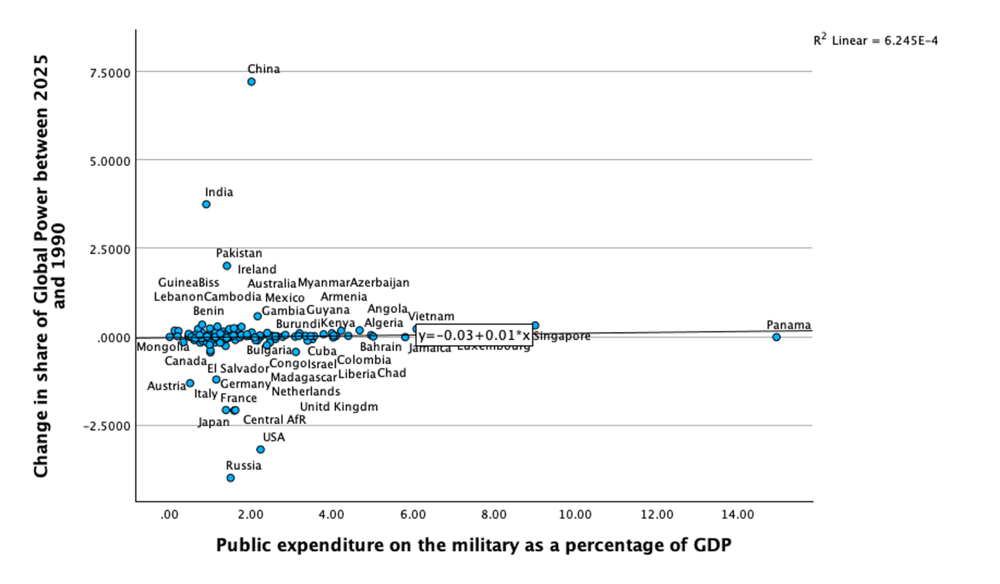 R2 Linear = 6.245E-4
Change in share of Global Power between 2025
and 1990
7.5000
5.0000
2.5000
.0000
-2.5000
China
India
Pakistan
Ireland
GuineaBiss
Australia
Myanmar
Azerbaijan
Lebanon
Cambodia
Mexico
Armenia
Benin
Gambia
Guyana
Angola
Vietnam
Burundi
Kenya
Algeria
Panama
y=-0.03+0.01*x
Singapore
Mongolia
Bulgaria
Cuba
Bahrain
Jamaica
Luxembourg
Canada
El Salvador
Congo
Israel
Colombia
Austria
Germany
Madagascar
Liberia
Chad
Italy
France
Netherlands
Japan
Central AfR
Unitd Kingdm
USA
Russia
.00
2.00
4.00
6.00
8.00
10.00
12.00
14.00
Public expenditure on the military as a percentage of GDP